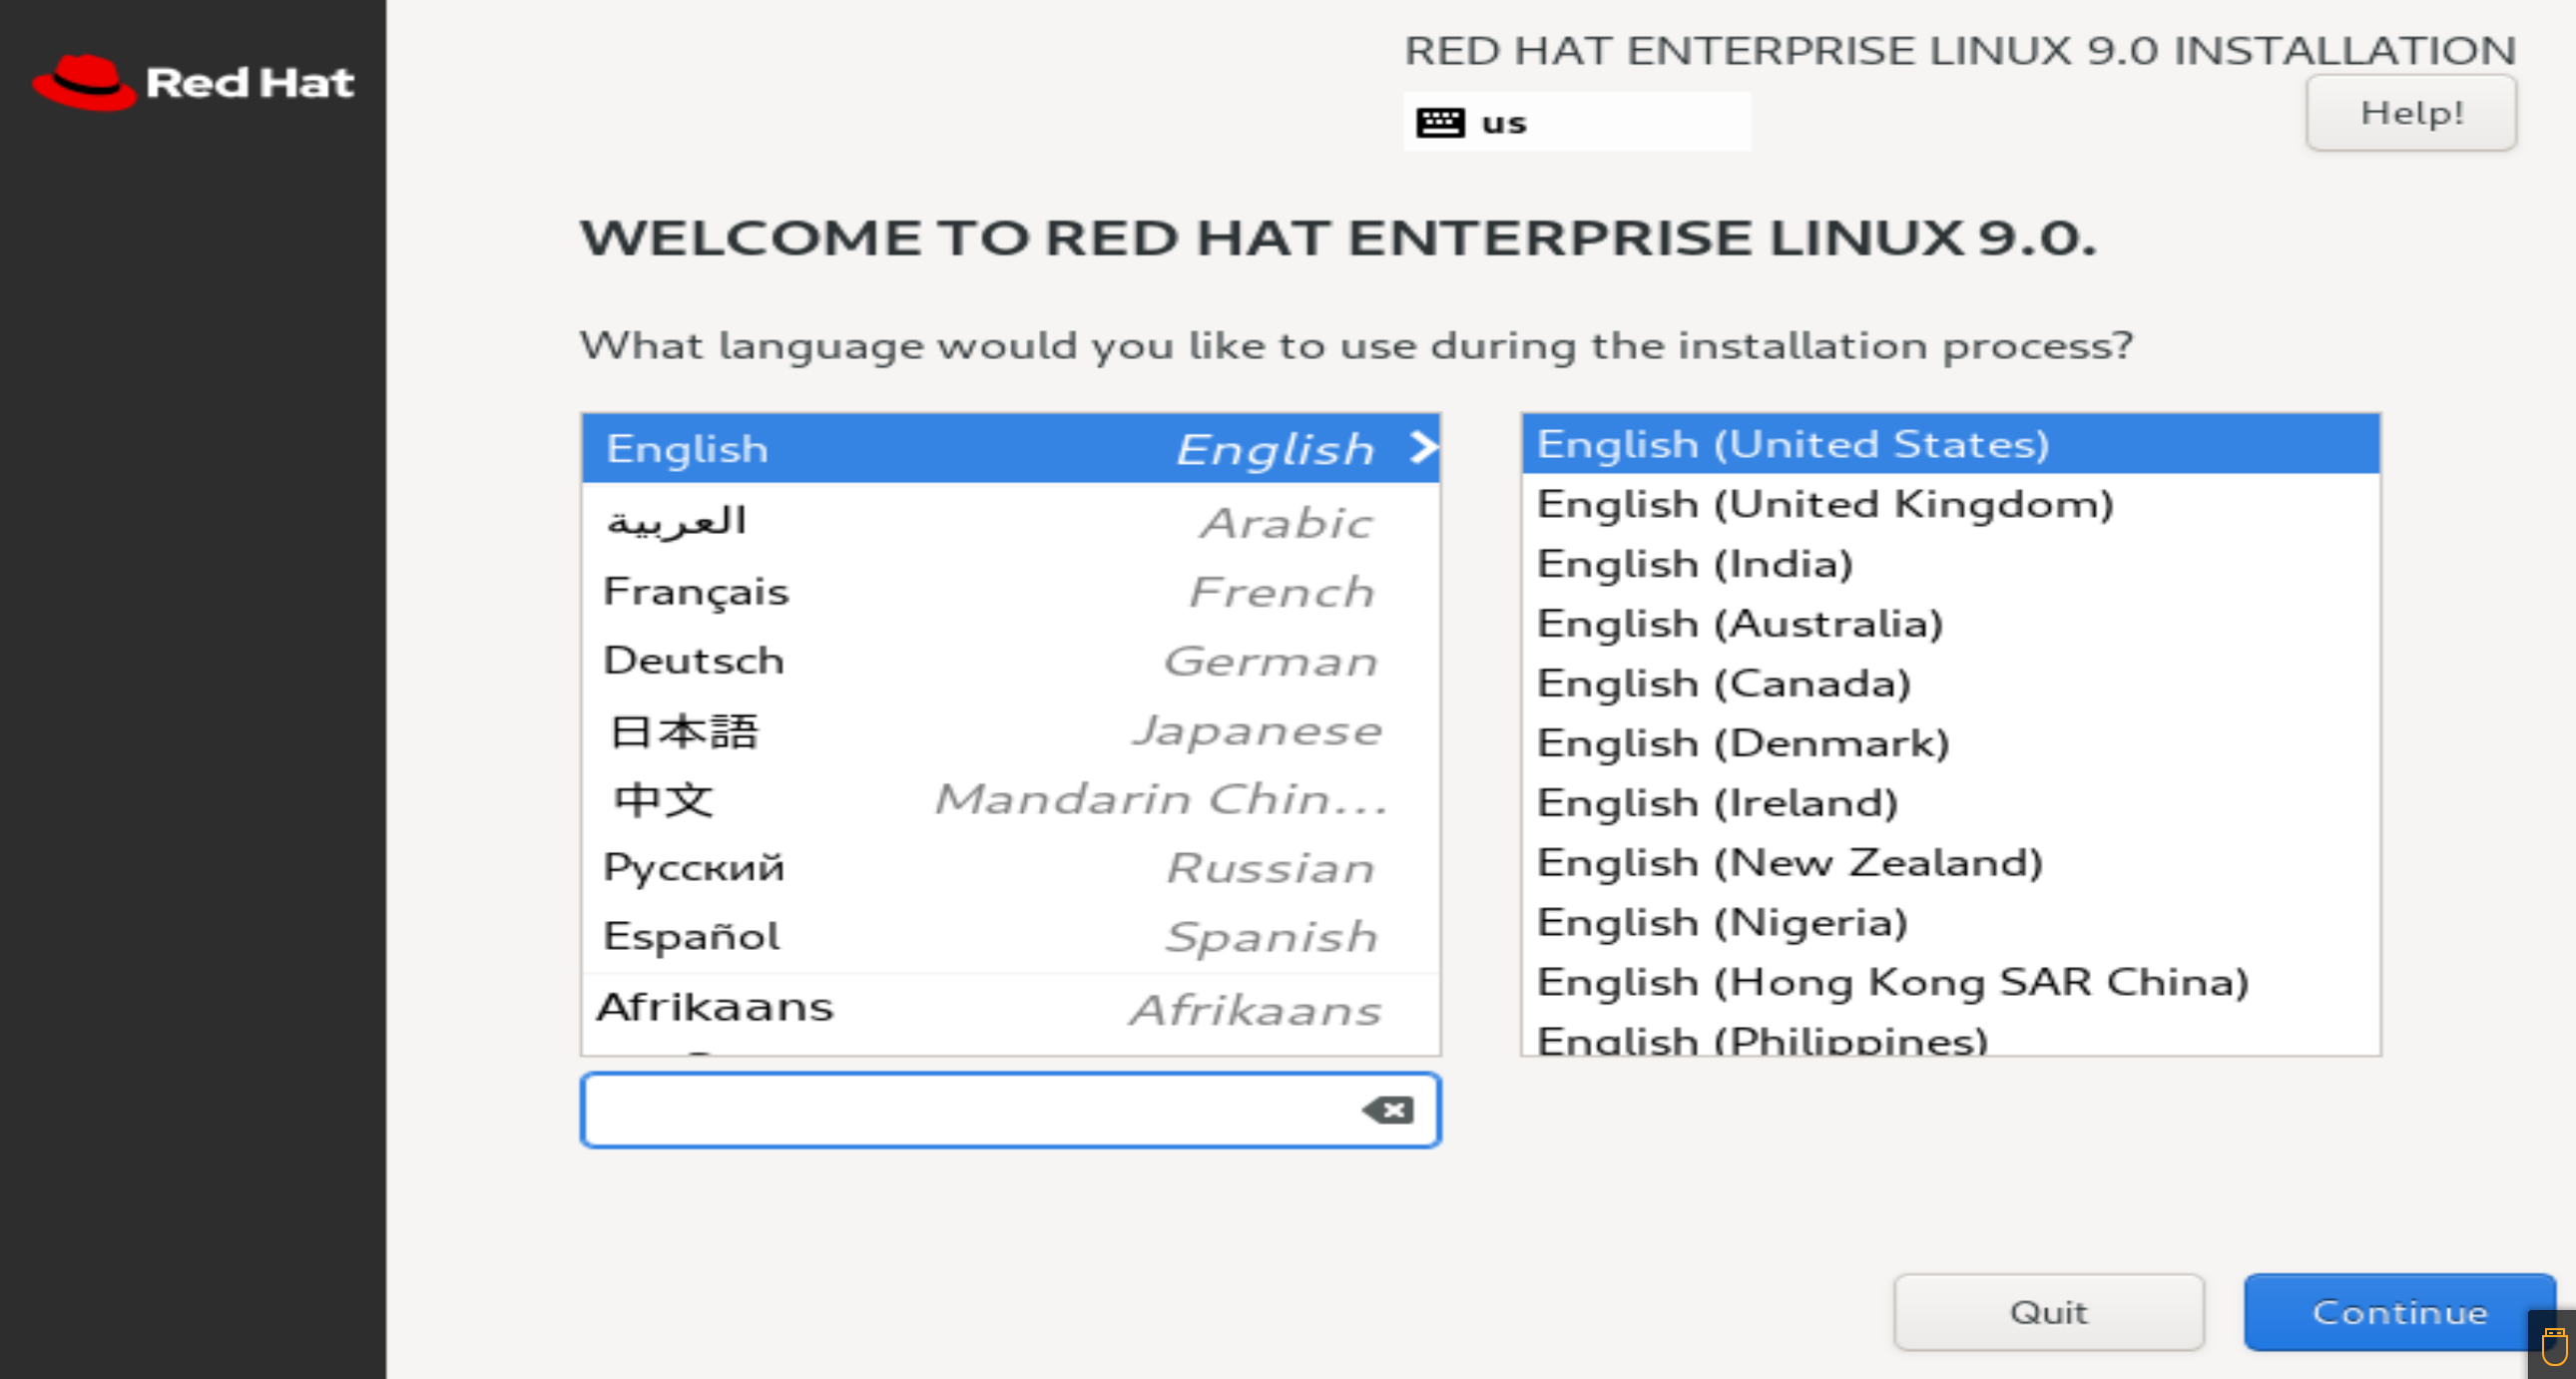 Red Hat
RED HAT ENTERPRISE LINUX 9.0 INSTALLATION
us
Help!
WELCOME TO RED HAT ENTERPRISE LINUX 9.0.
What language would you like to use during the installation process?
English English
العربية Arabic
Français French
Deutsch German
日本語 Japanese
中文 Mandarin Chin...
Русский Russian
Español Spanish
Afrikaans Afrikaans
English (United States)
English (United Kingdom)
English (India)
English (Australia)
English (Canada)
English (Denmark)
English (Ireland)
English (New Zealand)
English (Nigeria)
English (Hong Kong SAR China)
English (Philippines)
Quit
Continue